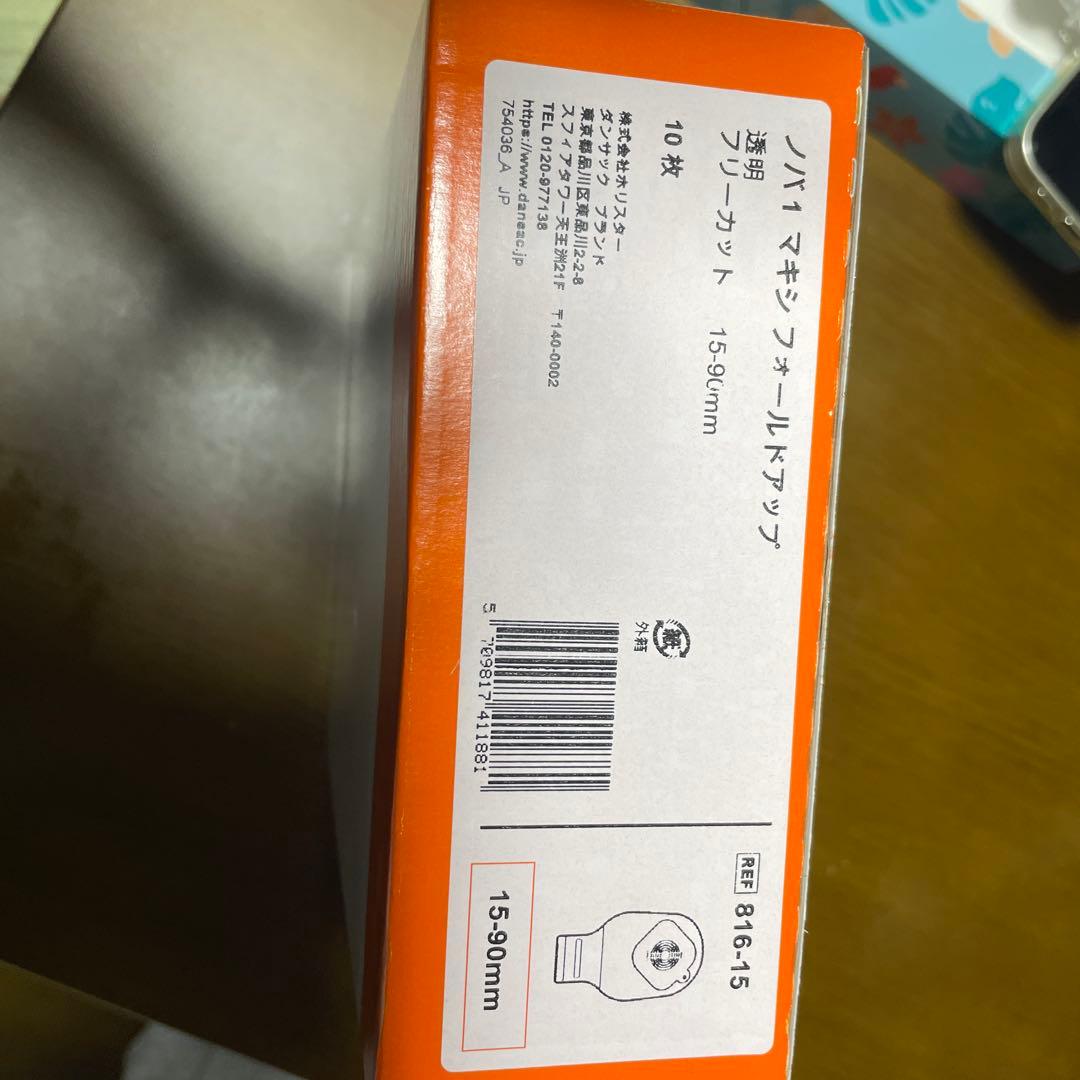 ノバ1 マキシ フォールドアップ
透明
フリーカット 15-90mm
10 枚
株式会社ホリスター
ダンサック ブランド
東京都品川区東品川2-2-8
スフィアタワー天王洲21F 〒140-0002
TEL 0120-977138
https://www.dansac.jp
754036_A JP
紙
外箱
5 709817 411881
REF 816-15
15-90mm